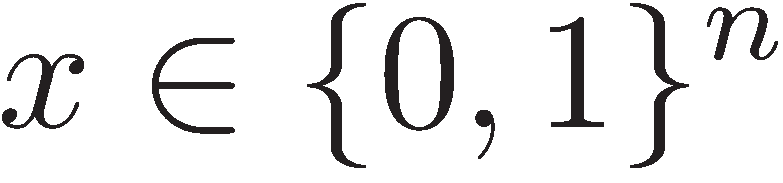 x ∈ {0, 1}ⁿ